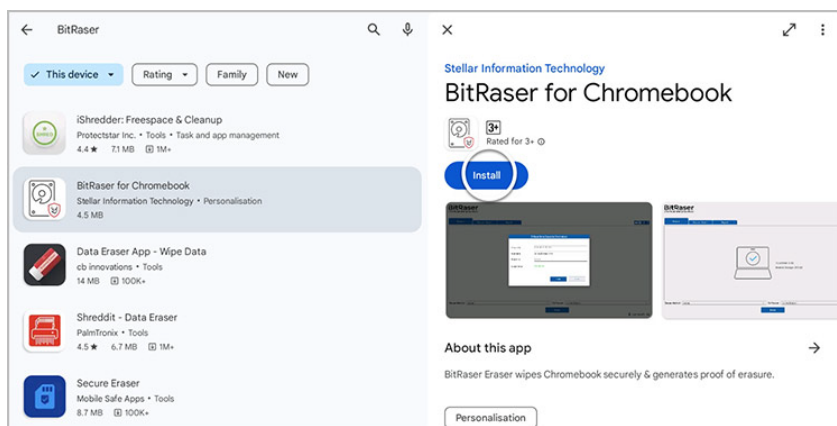 BitRaser
This device
Rating
Family
New
iShredder: Freespace & Cleanup
Protectstar Inc. • Tools • Task and app management
4.4★ 7.1 MB 1M+
BitRaser for Chromebook
Stellar Information Technology • Personalisation
4.5 MB
Data Eraser App - Wipe Data
cb innovations • Tools
14 MB 100K+
Shreddit - Data Eraser
PalmTronix • Tools
4.5★ 6.7 MB 1M+
Secure Eraser
Mobile Safe Apps • Tools
8.7 MB 100K+
Stellar Information Technology
BitRaser for Chromebook
3+
Rated for 3+
Install
BitRaser
BitRaser
About this app
BitRaser Eraser wipes Chromebook securely & generates proof of erasure.
Personalisation